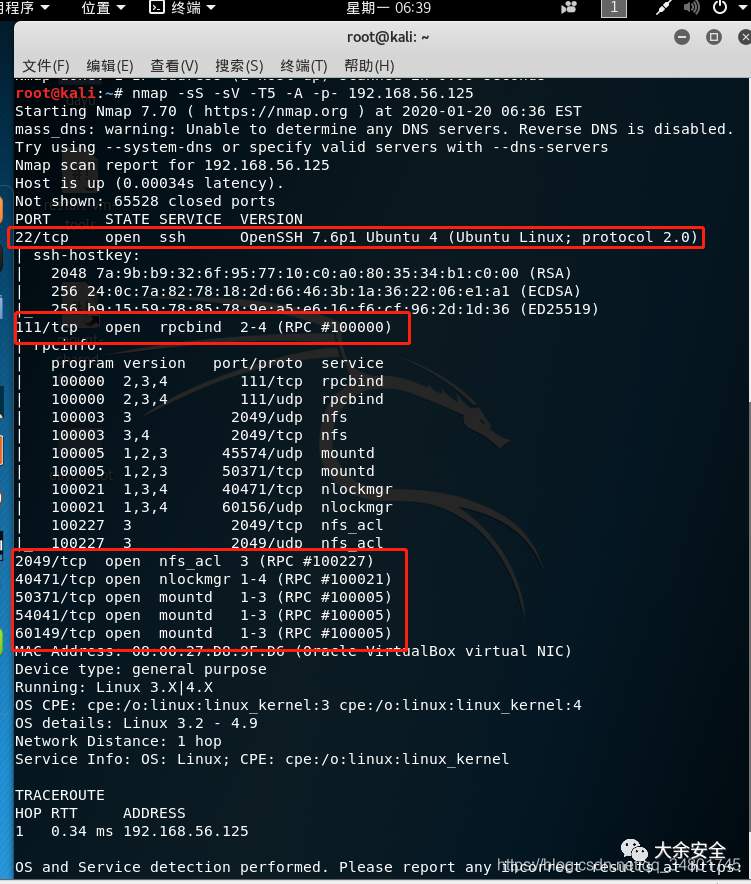 程序 位置 终端 星期一 06:39 1
root@kali: ~
文件(F) 编辑(E) 查看(V) 搜索(S) 终端(T) 帮助(H)
root@kali:~# nmap -sS -sV -T5 -A -p- 192.168.56.125
Starting Nmap 7.70 ( https://nmap.org ) at 2020-01-20 06:36 EST
mass_dns: warning: Unable to determine any DNS servers. Reverse DNS is disabled.
Try using --system-dns or specify valid servers with --dns-servers
Nmap scan report for 192.168.56.125
Host is up (0.00034s latency).
Not shown: 65528 closed ports
PORT STATE SERVICE VERSION
22/tcp open ssh OpenSSH 7.6p1 Ubuntu 4 (Ubuntu Linux; protocol 2.0)
| ssh-hostkey:
| 2048 7a:9b:b9:32:6f:95:77:10:c0:a0:80:35:34:b1:c0:00 (RSA)
| 256 24:0c:7a:82:78:18:2d:66:46:3b:1a:36:22:06:e1:a1 (ECDSA)
|_ 256 b9:15:59:78:85:78:9e:a5:e6:16:f6:cf:96:2d:1d:36 (ED25519)
111/tcp open rpcbind 2-4 (RPC #100000)
| rpcinfo:
| program version port/proto service
| 100000 2,3,4 111/tcp rpcbind
| 100000 2,3,4 111/udp rpcbind
| 100003 3 2049/udp nfs
| 100003 3,4 2049/tcp nfs
| 100005 1,2,3 45574/udp mountd
| 100005 1,2,3 50371/tcp mountd
| 100021 1,3,4 40471/tcp nlockmgr
| 100021 1,3,4 60156/udp nlockmgr
| 100227 3 2049/tcp nfs_acl
|_ 100227 3 2049/udp nfs_acl
2049/tcp open nfs_acl 3 (RPC #100227)
40471/tcp open nlockmgr 1-4 (RPC #100021)
50371/tcp open mountd 1-3 (RPC #100005)
54041/tcp open mountd 1-3 (RPC #100005)
60149/tcp open mountd 1-3 (RPC #100005)
MAC Address: 08:00:27:D8:9F:D6 (Oracle VirtualBox virtual NIC)
Device type: general purpose
Running: Linux 3.X|4.X
OS CPE: cpe:/o:linux:linux_kernel:3 cpe:/o:linux:linux_kernel:4
OS details: Linux 3.2 - 4.9
Network Distance: 1 hop
Service Info: OS: Linux; CPE: cpe:/o:linux:linux_kernel
TRACEROUTE
HOP RTT ADDRESS
1 0.34 ms 192.168.56.125
大余安全
OS and Service detection performed. Please report any incorrect results at https: